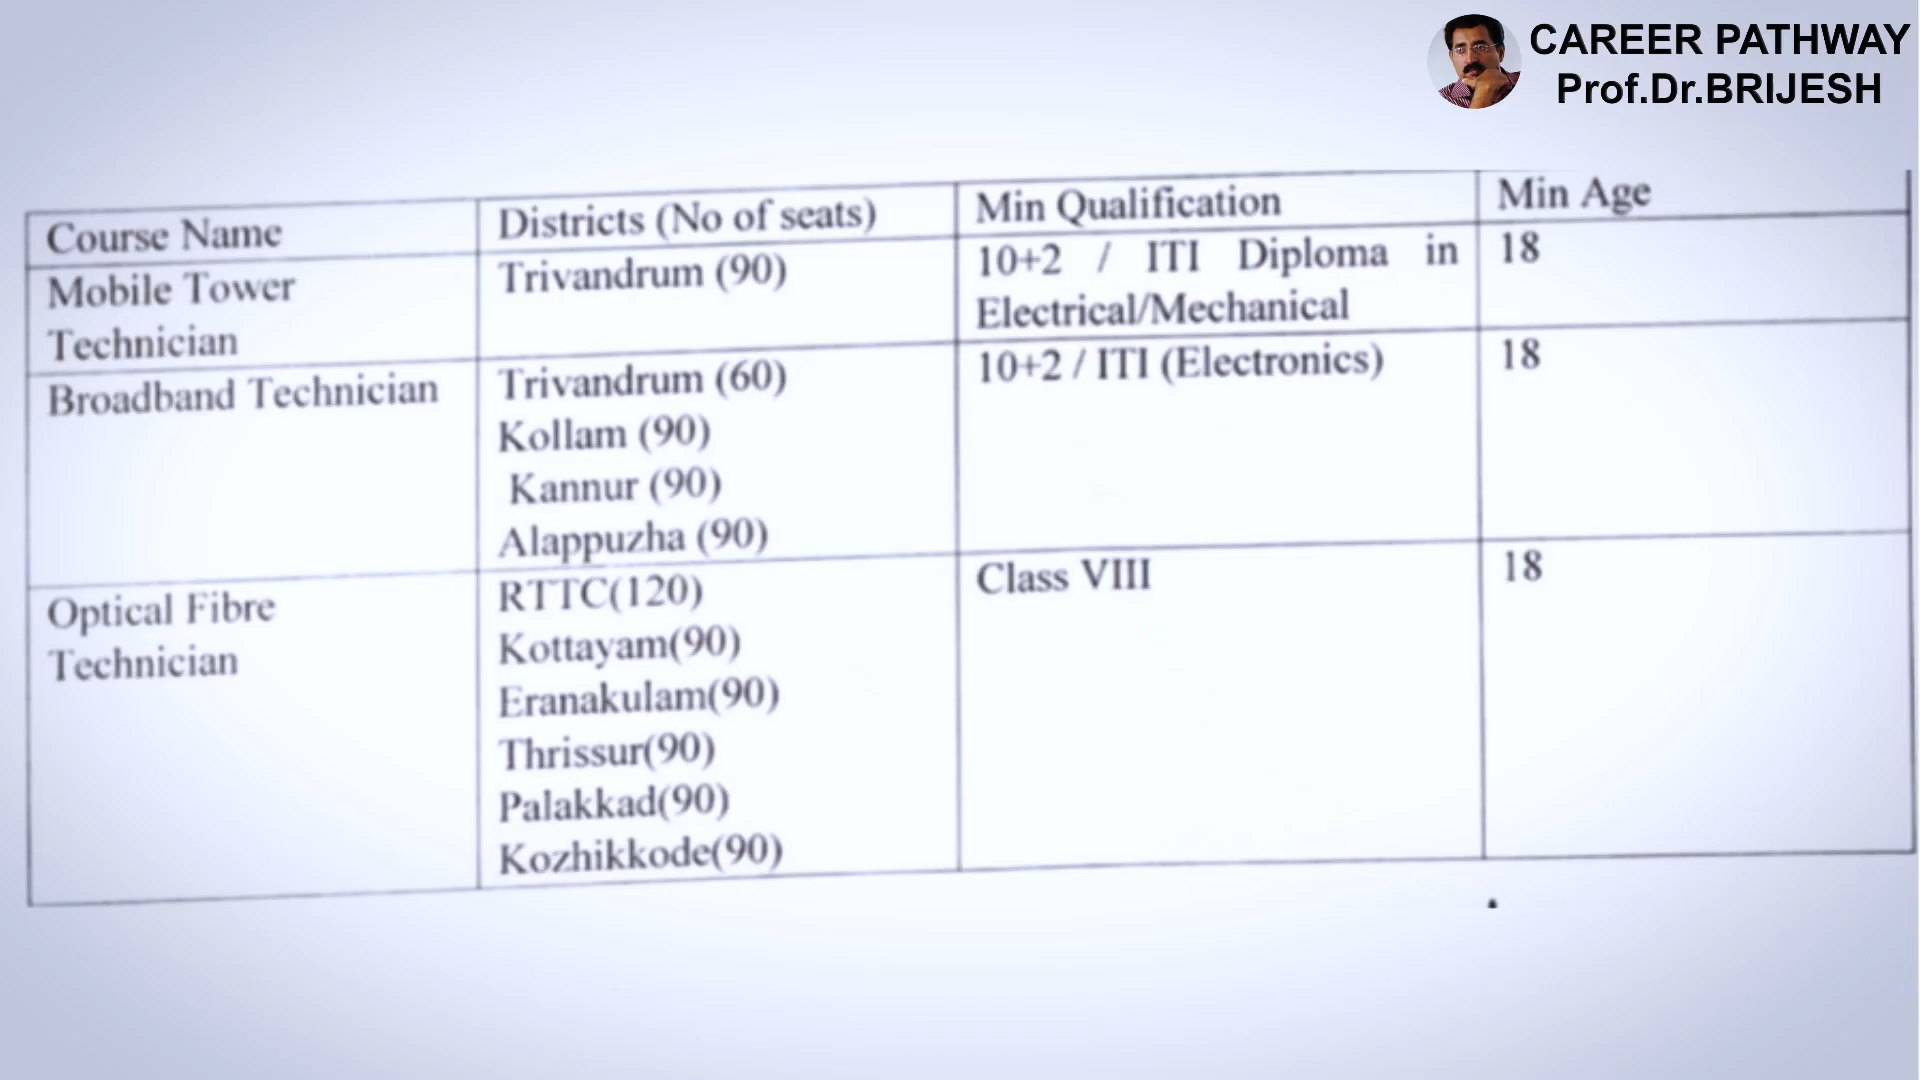 CAREER PATHWAY
Prof.Dr.BRIJESH
Course Name
Districts (No of seats)
Min Qualification
Min Age
Mobile Tower
Technician
Trivandrum (90)
10+2 / ITI Diploma in
Electrical/Mechanical
18
Broadband Technician
Trivandrum (60)
Kollam (90)
Kannur (90)
Alappuzha (90)
10+2 / ITI (Electronics)
18
Optical Fibre
Technician
RTTC(120)
Kottayam(90)
Eranakulam(90)
Thrissur(90)
Palakkad(90)
Kozhikkode(90)
Class VIII
18